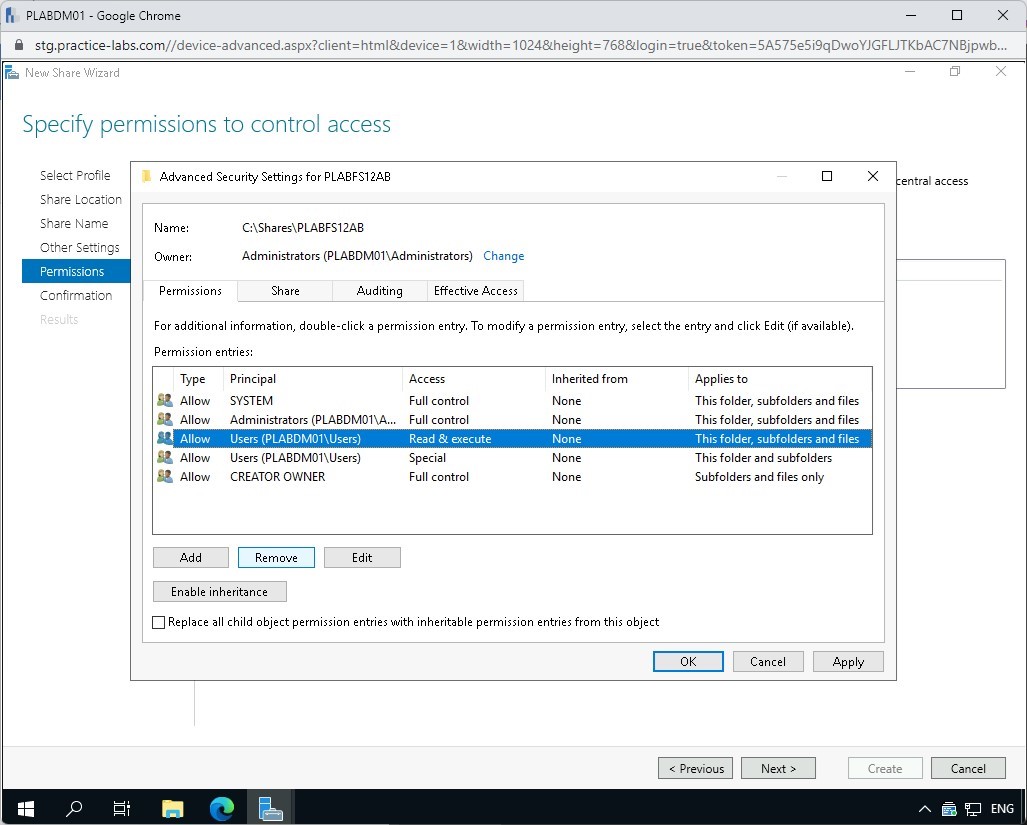 PLABDM01 - Google Chrome
stg.practice-labs.com//device-advanced.aspx?client=html&device=1&width=1024&height=768&login=true&token=5A575e5i9qDwoYJGFLJTKbAC7NBjpwb...
New Share Wizard
Specify permissions to control access
Select Profile
Share Location
Share Name
Other Settings
Permissions
Confirmation
Results
central access
Advanced Security Settings for PLABFS12AB
Name: C:\Shares\PLABFS12AB
Owner: Administrators (PLABDM01\Administrators) Change
Permissions Share Auditing Effective Access
For additional information, double-click a permission entry. To modify a permission entry, select the entry and click Edit (if available).
Permission entries:
Type Principal Access Inherited from Applies to
Allow SYSTEM Full control None This folder, subfolders and files
Allow Administrators (PLABDM01\A... Full control None This folder, subfolders and files
Allow Users (PLABDM01\Users) Read & execute None This folder, subfolders and files
Allow Users (PLABDM01\Users) Special None This folder and subfolders
Allow CREATOR OWNER Full control None Subfolders and files only
Add Remove Edit
Enable inheritance
Replace all child object permission entries with inheritable permission entries from this object
OK Cancel Apply
< Previous Next > Create Cancel
ENG